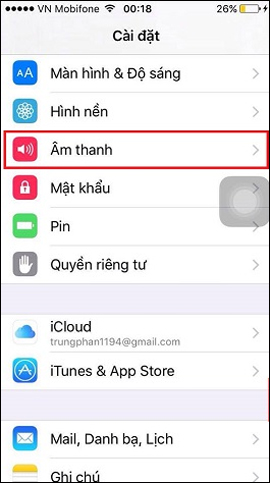 VN Mobifone 00:18 26%
Cài đặt
Màn hình & Độ sáng
Hình nền
Âm thanh
Mật khẩu
Pin
Quyền riêng tư
iCloud
trungphan1194@gmail.com
iTunes & App Store
Mail, Danh bạ, Lịch
Ghi chú